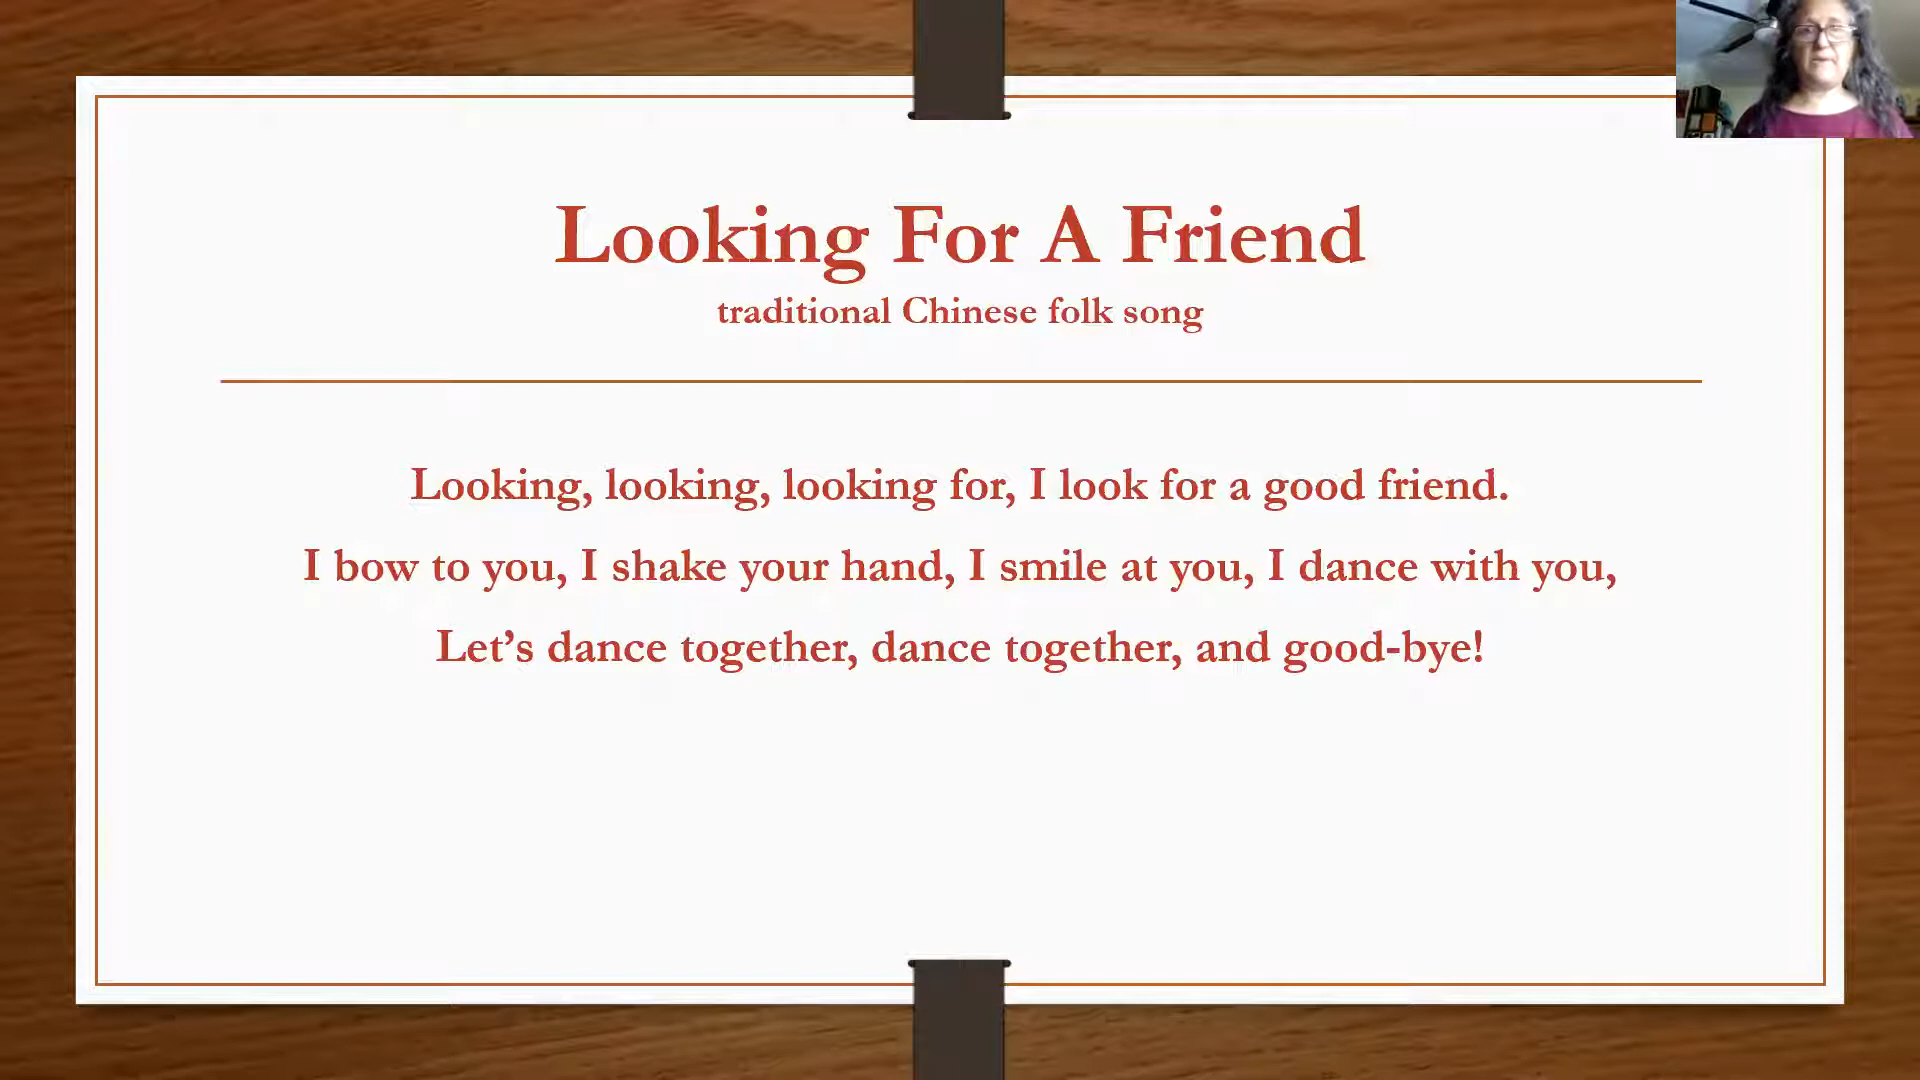 Looking For A Friend
traditional Chinese folk song
Looking, looking, looking for, I look for a good friend.
I bow to you, I shake your hand, I smile at you, I dance with you,
Let’s dance together, dance together, and good-bye!